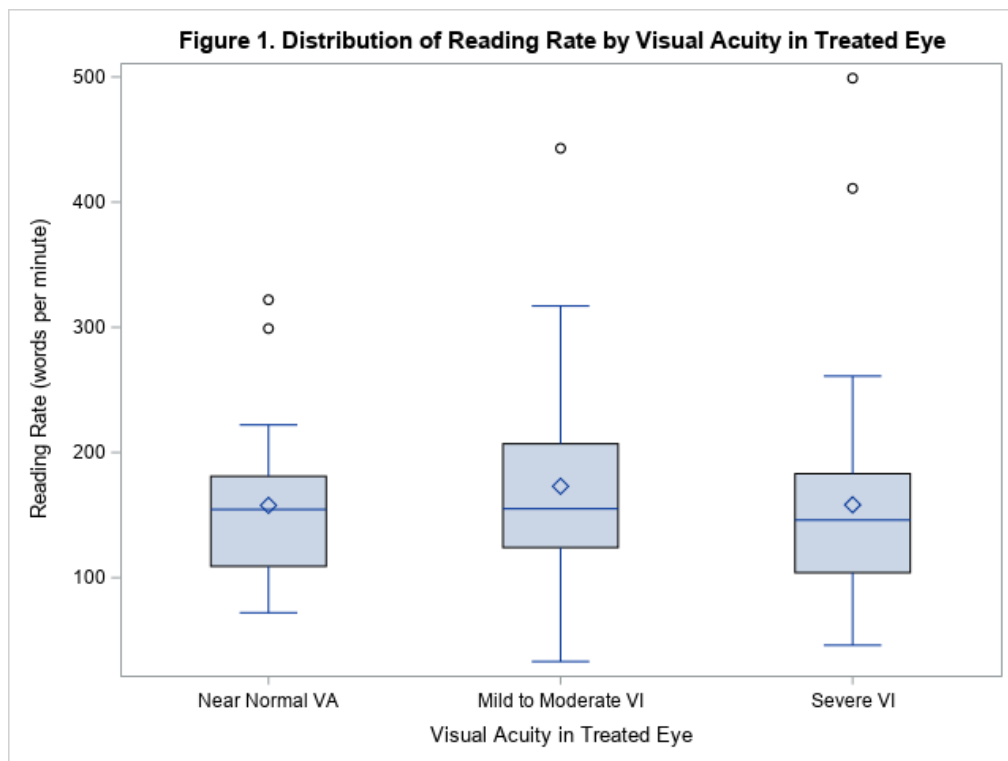 Figure 1. Distribution of Reading Rate by Visual Acuity in Treated Eye
500
400
300
200
100
Reading Rate (words per minute)
Near Normal VA
Mild to Moderate VI
Severe VI
Visual Acuity in Treated Eye